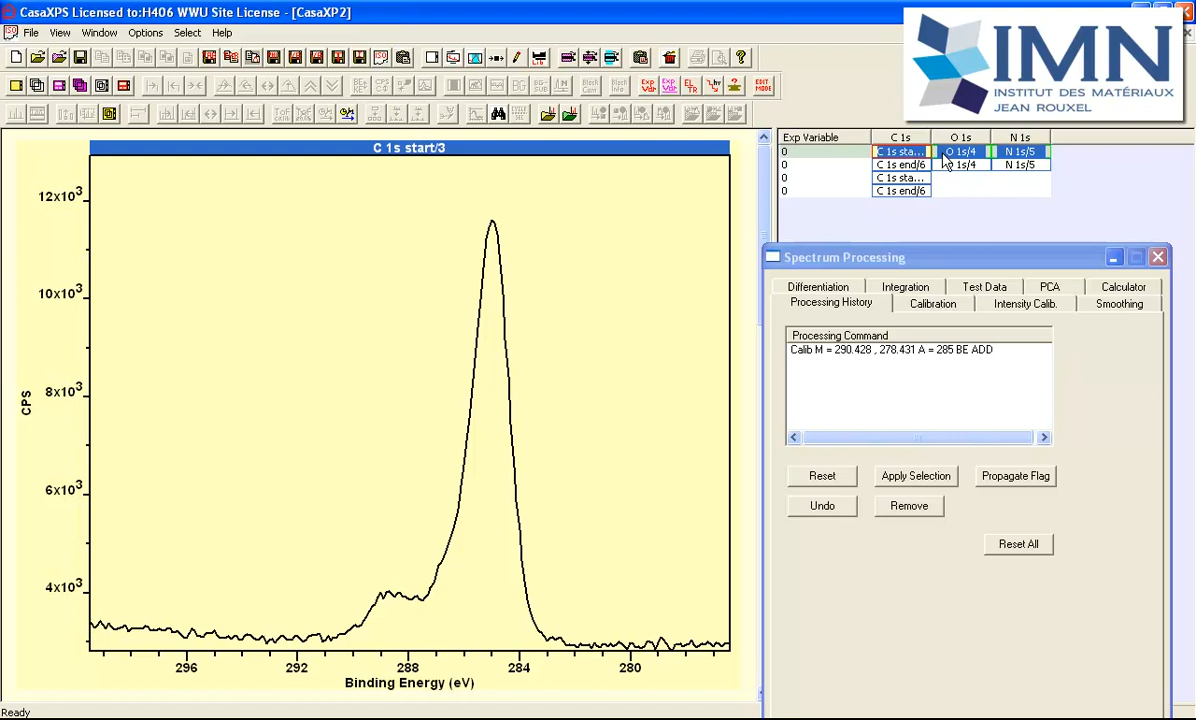 CasaXPS Licensed to:H406 WWU Site License - [CasaXP2]
File View Window Options Select Help
IMN
INSTITUT DES MATÉRIAUX
JEAN ROUXEL
C 1s start/3
12x10³
10x10³
8x10³
6x10³
4x10³
CPS
296 292 288 284 280
Binding Energy (eV)
Exp Variable C 1s O 1s N 1s
0 C 1s sta... O 1s/4 N 1s/5
0 C 1s end/6 O 1s/4 N 1s/5
0 C 1s sta...
0 C 1s end/6
Spectrum Processing
Differentiation Integration Test Data PCA Calculator
Processing History Calibration Intensity Calib. Smoothing
Processing Command
Calib M = 290.428 , 278.431 A = 285 BE ADD
Reset Apply Selection Propagate Flag
Undo Remove
Reset All
Ready